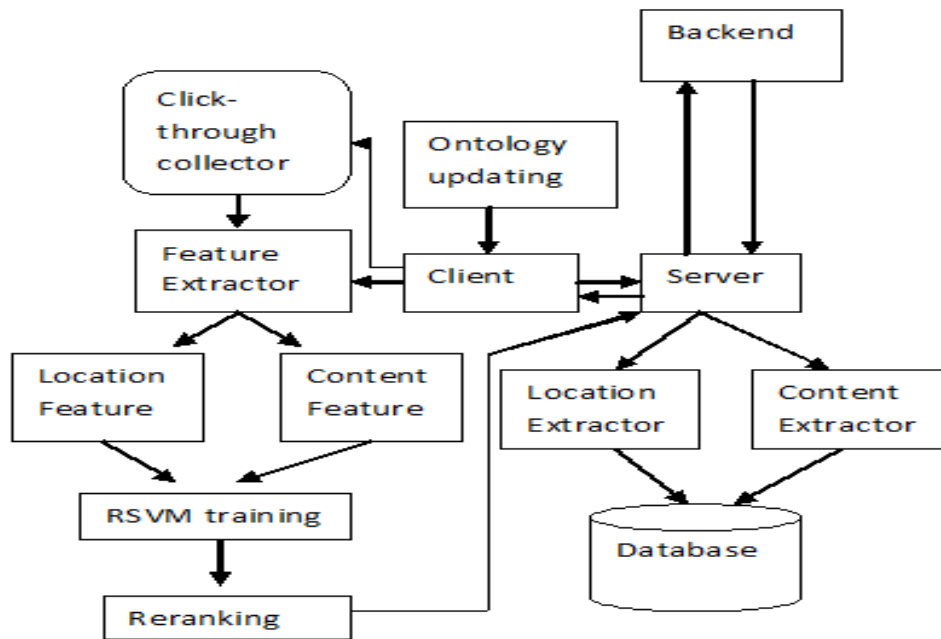 Backend
Click-
through
collector
Ontology
updating
Feature
Extractor
Client
Server
Location
Feature
Content
Feature
Location
Extractor
Content
Extractor
RSVM training
Database
Reranking